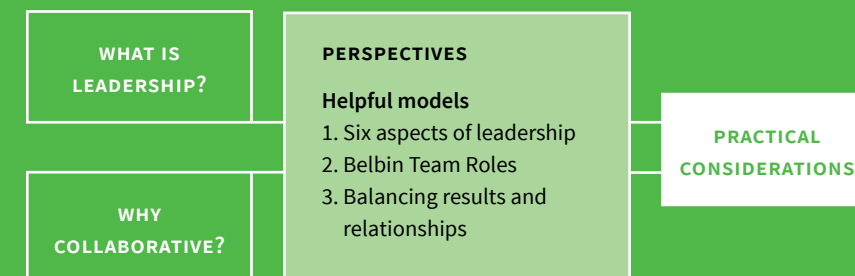 WHAT IS
LEADERSHIP?
WHY
COLLABORATIVE?
PERSPECTIVES
Helpful models
1. Six aspects of leadership
2. Belbin Team Roles
3. Balancing results and
relationships
PRACTICAL
CONSIDERATIONS